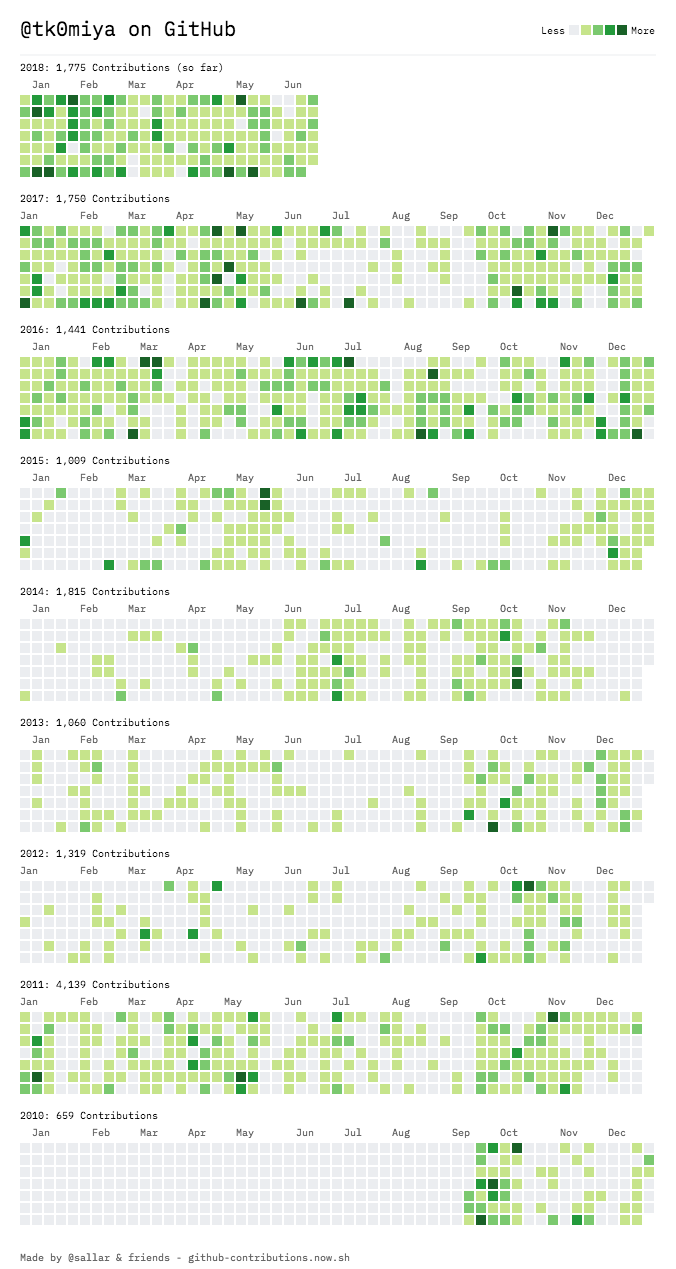 @tk0miya on GitHub
Less More
2018: 1,775 Contributions (so far)
Jan Feb Mar Apr May Jun
2017: 1,750 Contributions
Jan Feb Mar Apr May Jun Jul Aug Sep Oct Nov Dec
2016: 1,441 Contributions
Jan Feb Mar Apr May Jun Jul Aug Sep Oct Nov Dec
2015: 1,009 Contributions
Jan Feb Mar Apr May Jun Jul Aug Sep Oct Nov Dec
2014: 1,815 Contributions
Jan Feb Mar Apr May Jun Jul Aug Sep Oct Nov Dec
2013: 1,060 Contributions
Jan Feb Mar Apr May Jun Jul Aug Sep Oct Nov Dec
2012: 1,319 Contributions
Jan Feb Mar Apr May Jun Jul Aug Sep Oct Nov Dec
2011: 4,139 Contributions
Jan Feb Mar Apr May Jun Jul Aug Sep Oct Nov Dec
2010: 659 Contributions
Jan Feb Mar Apr May Jun Jul Aug Sep Oct Nov Dec
Made by @sallar & friends - github-contributions.now.sh